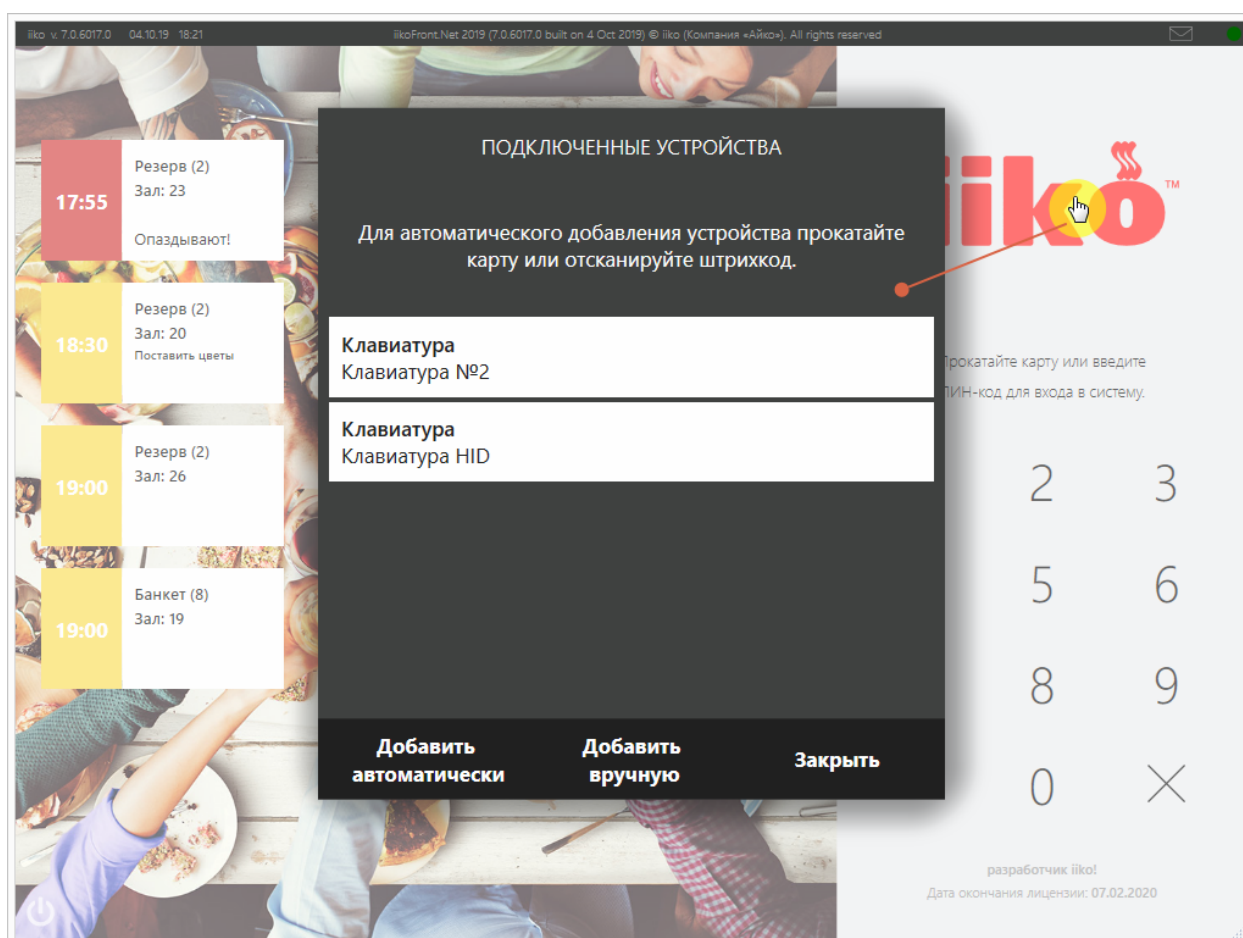 iiko v. 7.0.6017.0 04.10.19 18:21
iikoFront.Net 2019 (7.0.6017.0 built on 4 Oct 2019) © iiko (Компания «Айко»). All rights reserved
17:55
Резерв (2)
Зал: 23
Опаздывают!
18:30
Резерв (2)
Зал: 20
Поставить цветы
19:00
Резерв (2)
Зал: 26
19:00
Банкет (8)
Зал: 19
ПОДКЛЮЧЕННЫЕ УСТРОЙСТВА
Для автоматического добавления устройства прокатайте
карту или отсканируйте штрихкод.
Клавиатура
Клавиатура №2
Клавиатура
Клавиатура HID
Добавить
автоматически
Добавить
вручную
Закрыть
iiko™
Прокатайте карту или введите
ПИН-код для входа в систему.
2 3
5 6
8 9
0
разработчик iiko!
Дата окончания лицензии: 07.02.2020